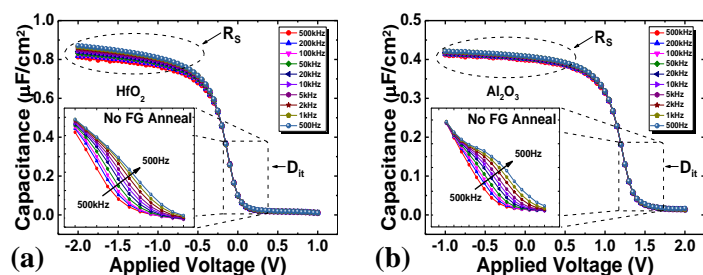 Capacitance (μF/cm²)
1.0
0.8
0.6
0.4
0.2
0.0
Rs
HfO₂
No FG Anneal
500Hz
500kHz
Dit
500kHz
200kHz
100kHz
50kHz
20kHz
10kHz
5kHz
2kHz
1kHz
500Hz
-2.0 -1.5 -1.0 -0.5 0.0 0.5 1.0
(a) Applied Voltage (V)
Capacitance (μF/cm²)
0.5
0.4
0.3
0.2
0.1
0.0
Rs
Al₂O₃
No FG Anneal
500Hz
500kHz
Dit
500kHz
200kHz
100kHz
50kHz
20kHz
10kHz
5kHz
2kHz
1kHz
500Hz
-1.0 -0.5 0.0 0.5 1.0 1.5 2.0
(b) Applied Voltage (V)